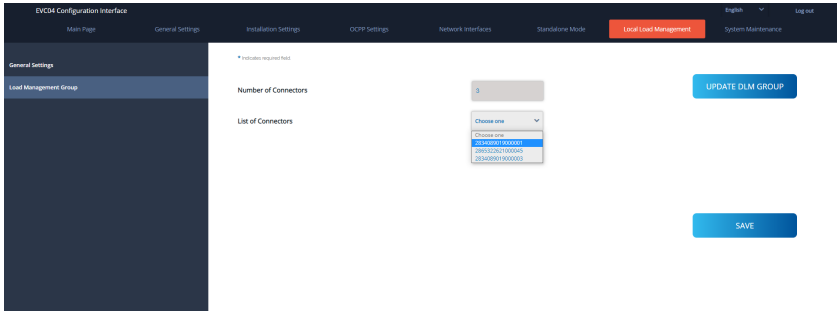 EVC04 Configuration Interface
English
Log out
Main Page
General Settings
Installation Settings
OCPP Settings
Network Interfaces
Standalone Mode
Local Load Management
System Maintenance
General Settings
Load Management Group
* Indicates required field.
Number of Connectors
3
UPDATE DLM GROUP
List of Connectors
Choose one
Choose one
2834089019000001
2865322621000045
2834089019000003
SAVE